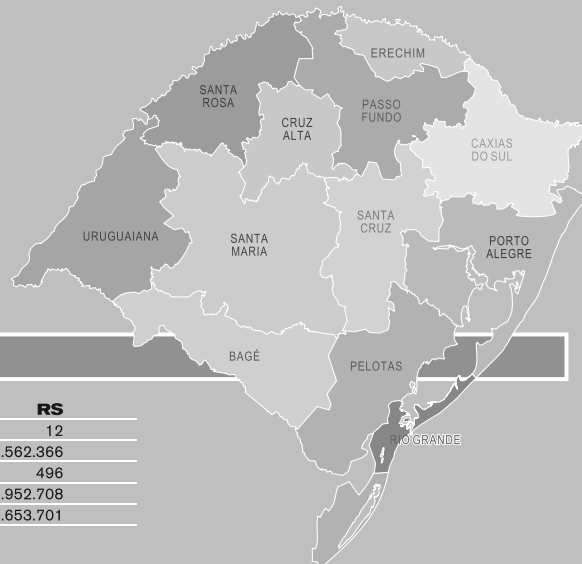 ERECHIM
SANTA
ROSA
PASSO
FUNDO
CRUZ
ALTA
CAXIAS
DO SUL
SANTA
CRUZ
URUGUAIANA
SANTA
MARIA
PORTO
ALEGRE
BAGÉ
PELOTAS
RIO GRANDE
RS
12
.562.366
496
.952.708
.653.701